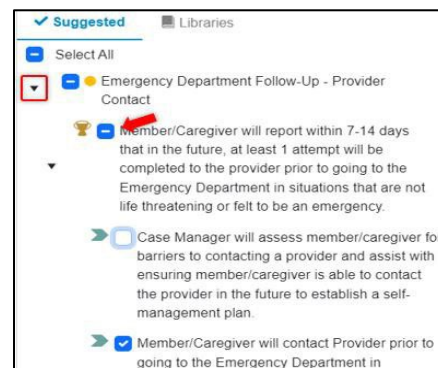 Suggested Libraries
Select All
Emergency Department Follow-Up - Provider
Contact
Member/Caregiver will report within 7-14 days
that in the future, at least 1 attempt will be
completed to the provider prior to going to the
Emergency Department in situations that are not
life threatening or felt to be an emergency.
Case Manager will assess member/caregiver fo
barriers to contacting a provider and assist with
ensuring member/caregiver is able to contact
the provider in the future to establish a self-
management plan.
Member/Caregiver will contact Provider prior to
going to the Emergency Department in